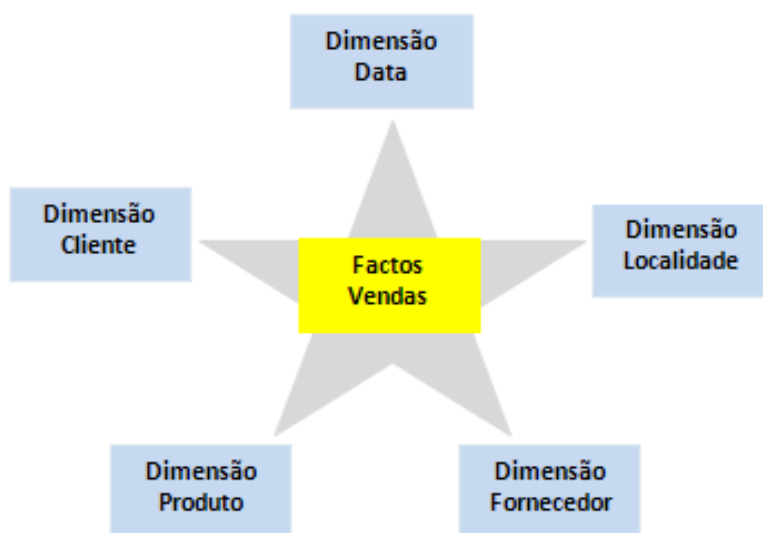 Dimensão
Data
Dimensão
Cliente
Dimensão
Localidade
Factos
Vendas
Dimensão
Produto
Dimensão
Fornecedor